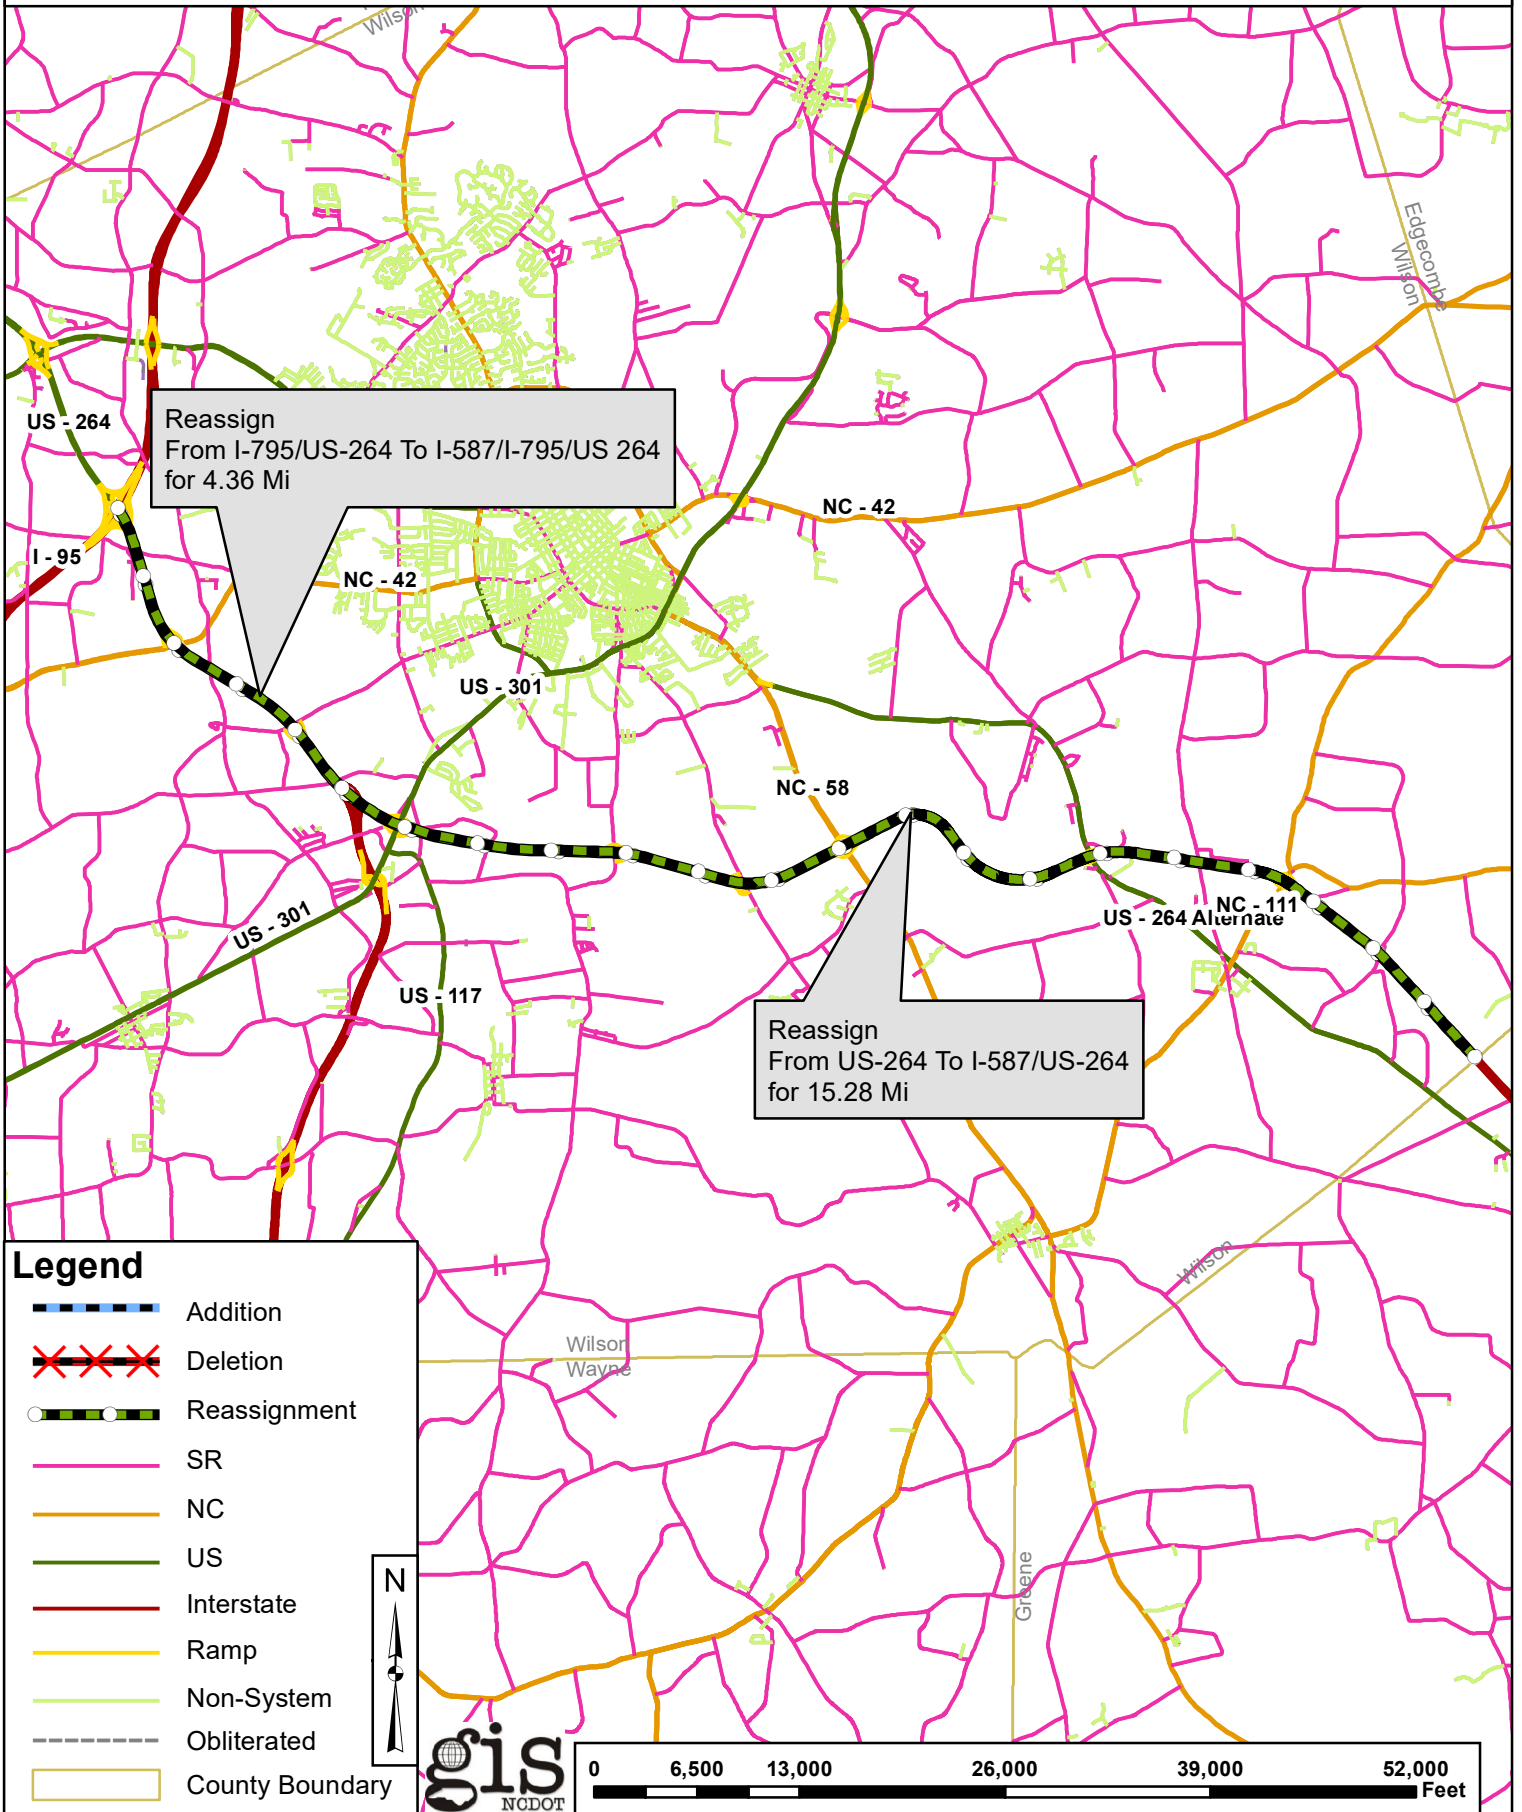 Wilson
Edgecombe
Wilson
US - 264
Reassign
From I-795/US-264 To I-587/I-795/US 264
for 4.36 Mi
NC - 42
I - 95
NC - 42
US - 301
NC - 58
NC - 111
US - 264 Alternate
US - 301
US - 117
Reassign
From US-264 To I-587/US-264
for 15.28 Mi
Wilson
Wilson
Wayne
Greene
Legend
Addition
Deletion
Reassignment
SR
NC
US
Interstate
Ramp
Non-System
Obliterated
County Boundary
N
gis
NCDOT
0 6,500 13,000 26,000 39,000 52,000
Feet